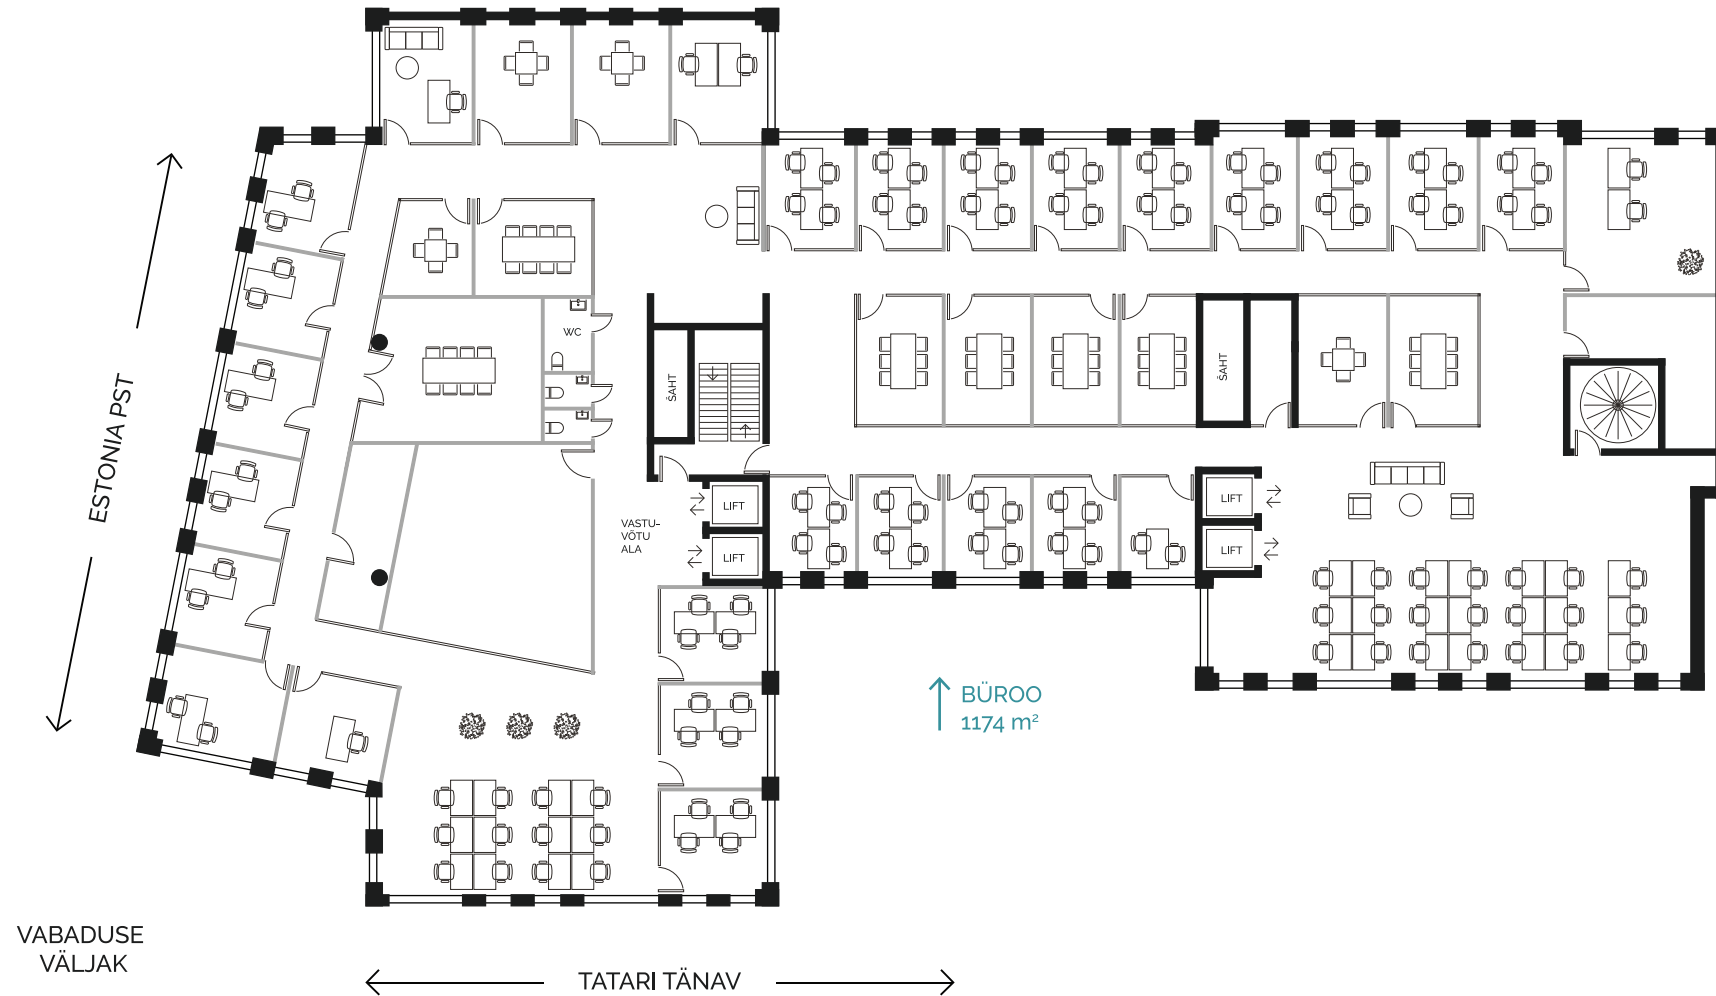 WC
ŠAHT
ŠAHT
ESTONIA PST
LIFT
LIFT
VASTU-
VÕTU
ALA
LIFT
LIFT
BÜROO
1174 m²
VABADUSE
VÄLJAK
TATARI TÄNAV